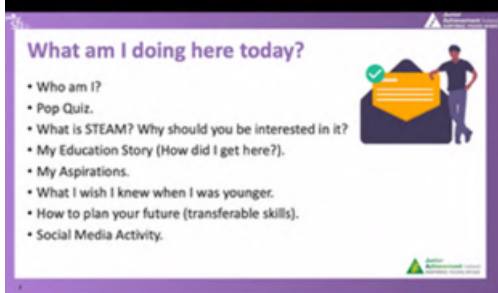 Junior
Achievement
What am I doing here today?
• Who am I?
• Pop Quiz.
• What is STEAM? Why should you be interested in it?
• My Education Story (How did I get here?).
• My Aspirations.
• What I wish I knew when I was younger.
• How to plan your future (transferable skills).
• Social Media Activity.
Junior
Achievement